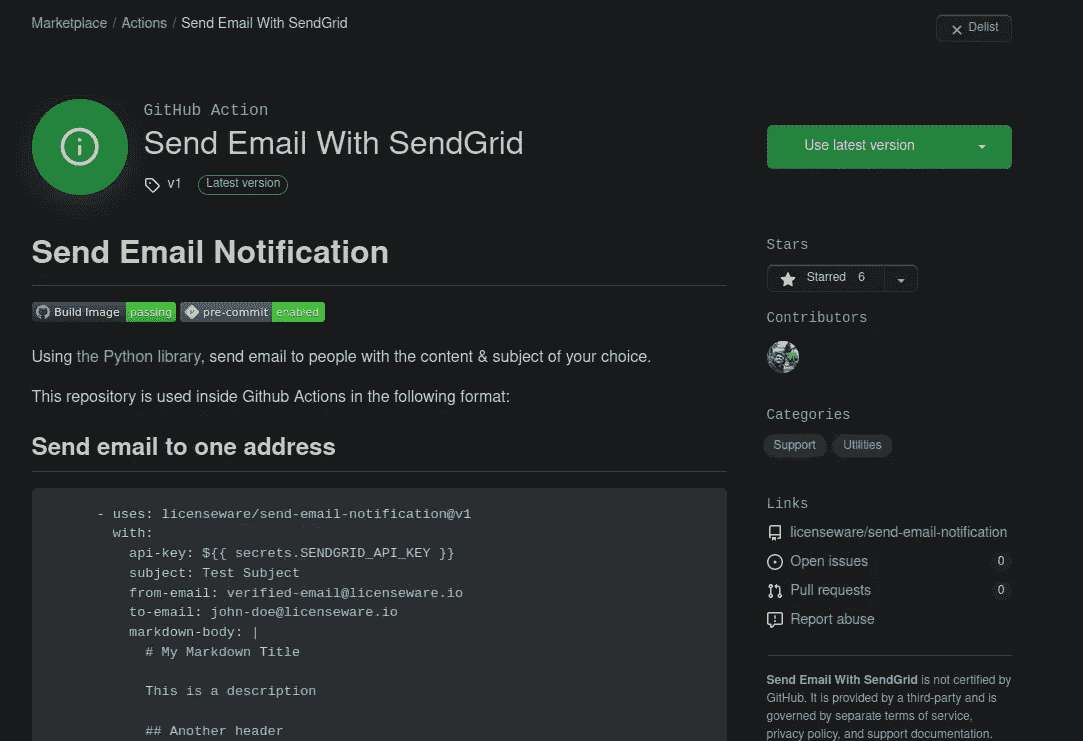 Marketplace / Actions / Send Email With SendGrid
Delist
GitHub Action
Send Email With SendGrid
v1 Latest version
Use latest version
Send Email Notification
Build Image passing pre-commit enabled
Using the Python library, send email to people with the content & subject of your choice.
This repository is used inside Github Actions in the following format:
Send email to one address
- uses: licenseware/send-email-notification@v1
with:
api-key: ${{ secrets.SENDGRID_API_KEY }}
subject: Test Subject
from-email: verified-email@licenseware.io
to-email: john-doe@licenseware.io
markdown-body: |
# My Markdown Title
This is a description
## Another header
Stars
Starred 6
Contributors
Categories
Support Utilities
Links
licenseware/send-email-notification
Open issues 0
Pull requests 0
Report abuse
Send Email With SendGrid is not certified by
GitHub. It is provided by a third-party and is
governed by separate terms of service,
privacy policy, and support documentation.